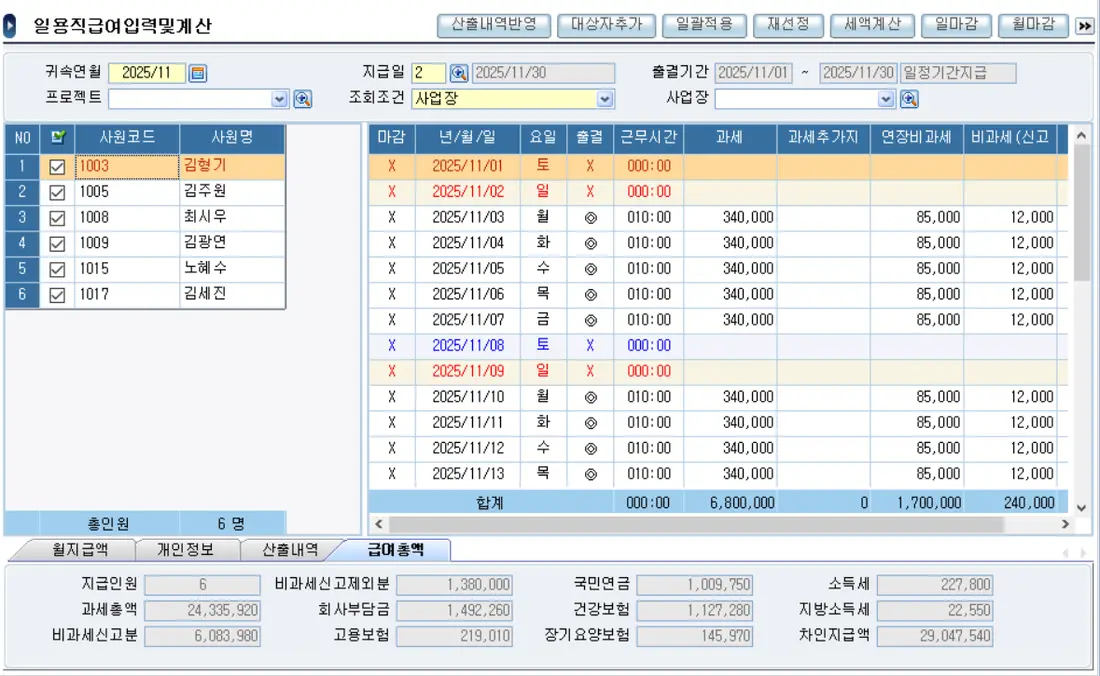 일용직급여입력및계산 산출내역반영 대상자추가 일괄적용 재선정 세액계산 일마감 월마감
귀속연월 2025/11 지급일 2 2025/11/30 출결기간 2025/11/01 ~ 2025/11/30 일정기간지급
프로젝트 조회조건 사업장 사업장
NO 사원코드 사원명
1 1003 김형기
2 1005 김주원
3 1008 최시우
4 1009 김광연
5 1015 노혜수
6 1017 김세진
총인원 6 명
마감 년/월/일 요일 출결 근무시간 과세 과세추가지 연장비과세 비과세(신고
X 2025/11/01 토 X 000:00
X 2025/11/02 일 X 000:00
X 2025/11/03 월 ◎ 010:00 340,000 85,000 12,000
X 2025/11/04 화 ◎ 010:00 340,000 85,000 12,000
X 2025/11/05 수 ◎ 010:00 340,000 85,000 12,000
X 2025/11/06 목 ◎ 010:00 340,000 85,000 12,000
X 2025/11/07 금 ◎ 010:00 340,000 85,000 12,000
X 2025/11/08 토 X 000:00
X 2025/11/09 일 X 000:00
X 2025/11/10 월 ◎ 010:00 340,000 85,000 12,000
X 2025/11/11 화 ◎ 010:00 340,000 85,000 12,000
X 2025/11/12 수 ◎ 010:00 340,000 85,000 12,000
X 2025/11/13 목 ◎ 010:00 340,000 85,000 12,000
합계 000:00 6,800,000 0 1,700,000 240,000
월지급액 개인정보 산출내역 급여총액
지급인원 6 비과세신고제외분 1,380,000 국민연금 1,009,750 소득세 227,800
과세총액 24,335,920 회사부담금 1,492,260 건강보험 1,127,280 지방소득세 22,550
비과세신고분 6,083,980 고용보험 219,010 장기요양보험 145,970 차인지급액 29,047,540